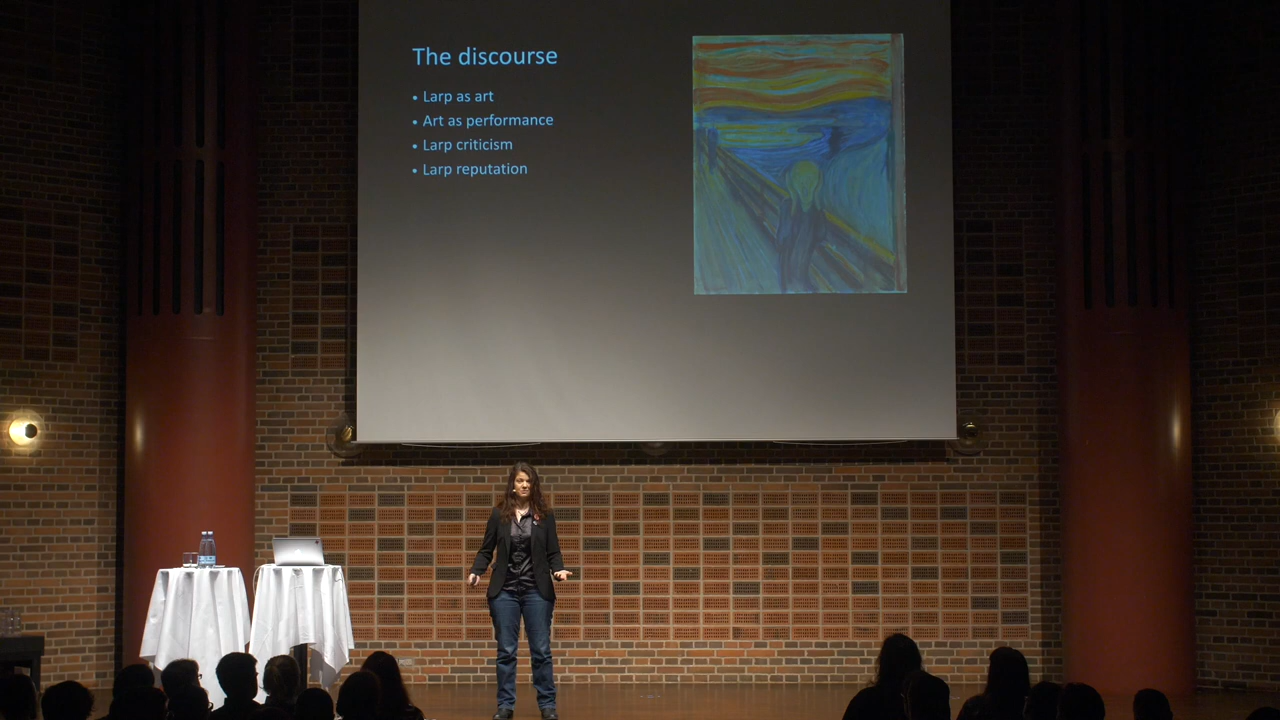 The discourse
• Larp as art
• Art as performance
• Larp criticism
• Larp reputation